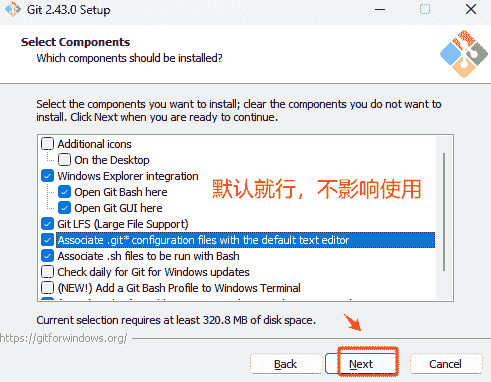 Git 2.43.0 Setup
Select Components
Which components should be installed?
Select the components you want to install; clear the components you do not want to
install. Click Next when you are ready to continue.
Additional icons
On the Desktop
Windows Explorer integration
Open Git Bash here
默认就行，不影响使用
Open Git GUI here
Git LFS (Large File Support)
Associate .git* configuration files with the default text editor
Associate .sh files to be run with Bash
Check daily for Git for Windows updates
(NEW!) Add a Git Bash Profile to Windows Terminal
Current selection requires at least 320.8 MB of disk space.
https://gitforwindows.org/
Back
Next
Cancel